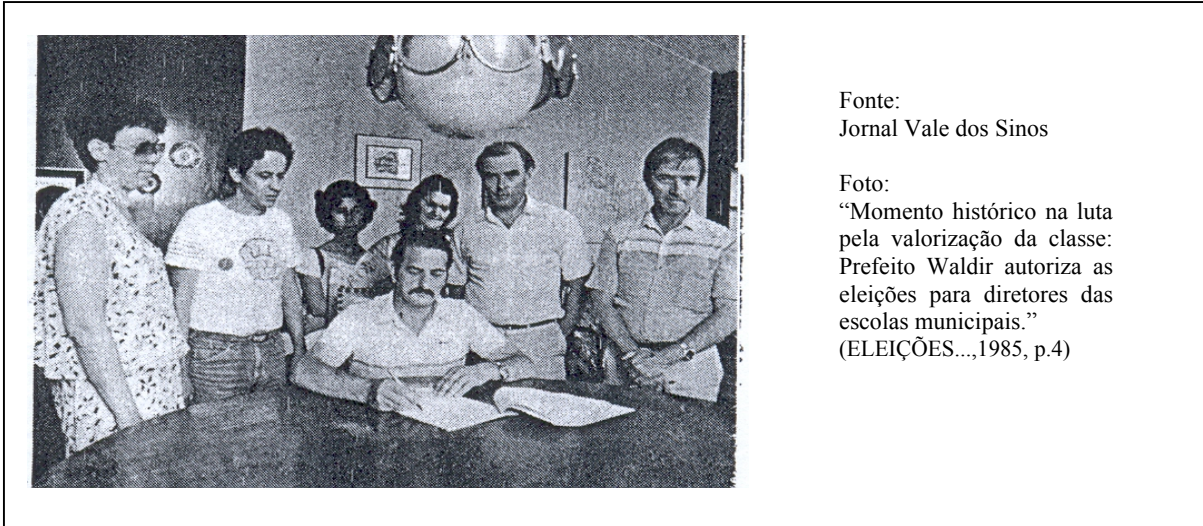 Fonte:
Jornal Vale dos Sinos
Foto:
“Momento histórico na luta
pela valorização da classe:
Prefeito Waldir autoriza as
eleições para diretores das
escolas municipais.”
(ELEIÇÕES...,1985, p.4)